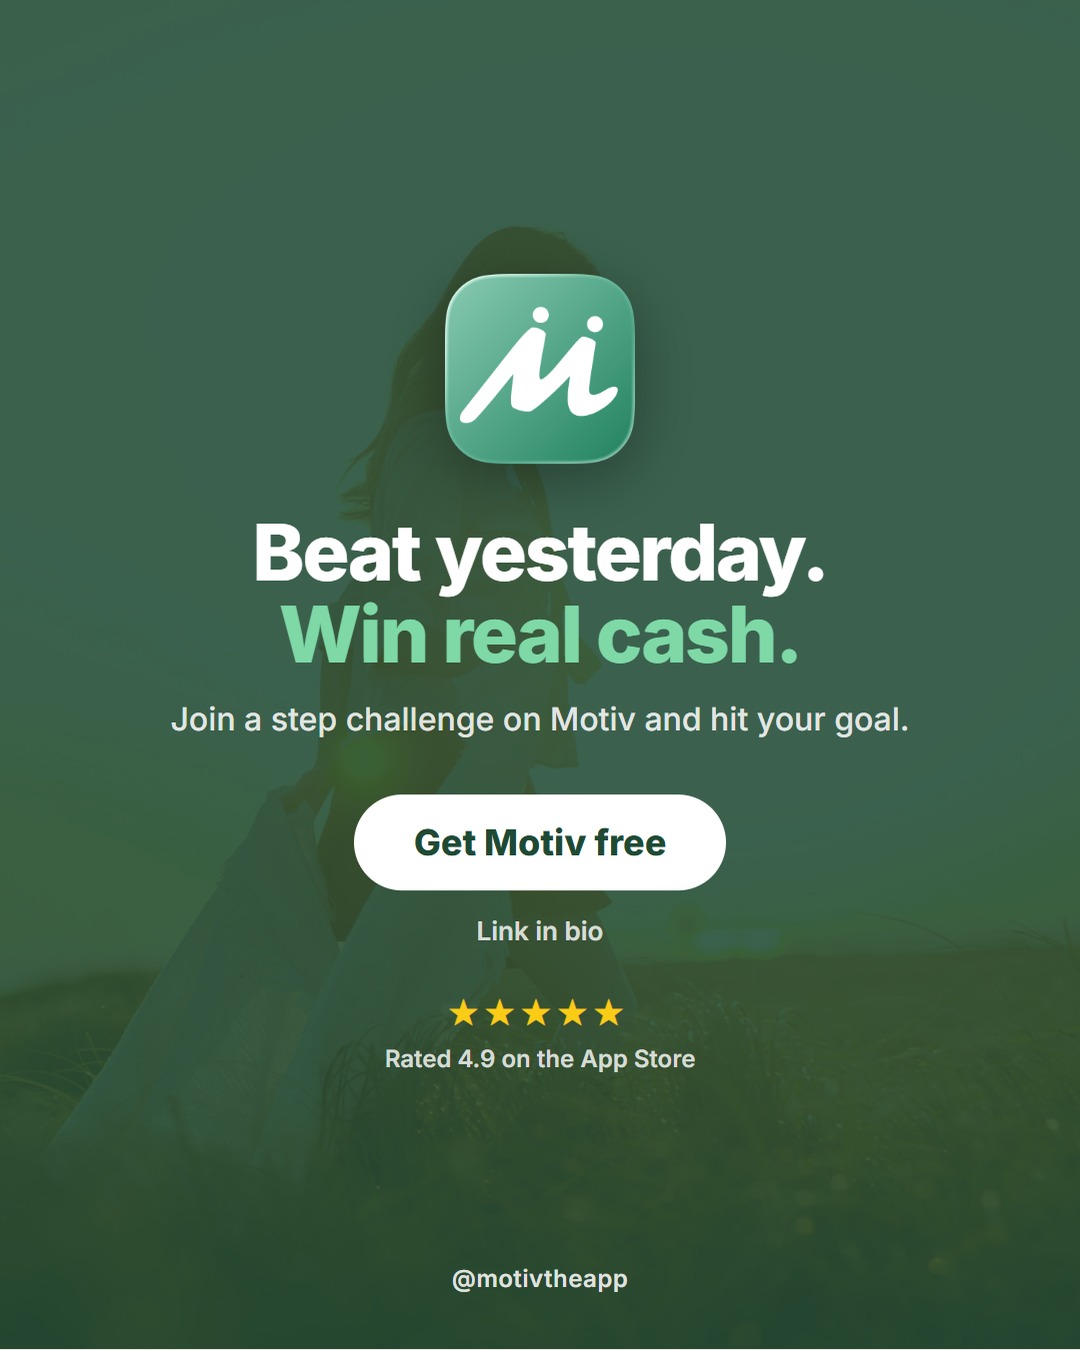 Beat yesterday.
Win real cash.
Join a step challenge on Motiv and hit your goal.
Get Motiv free
Link in bio
★★★★★
Rated 4.9 on the App Store
@motivtheapp